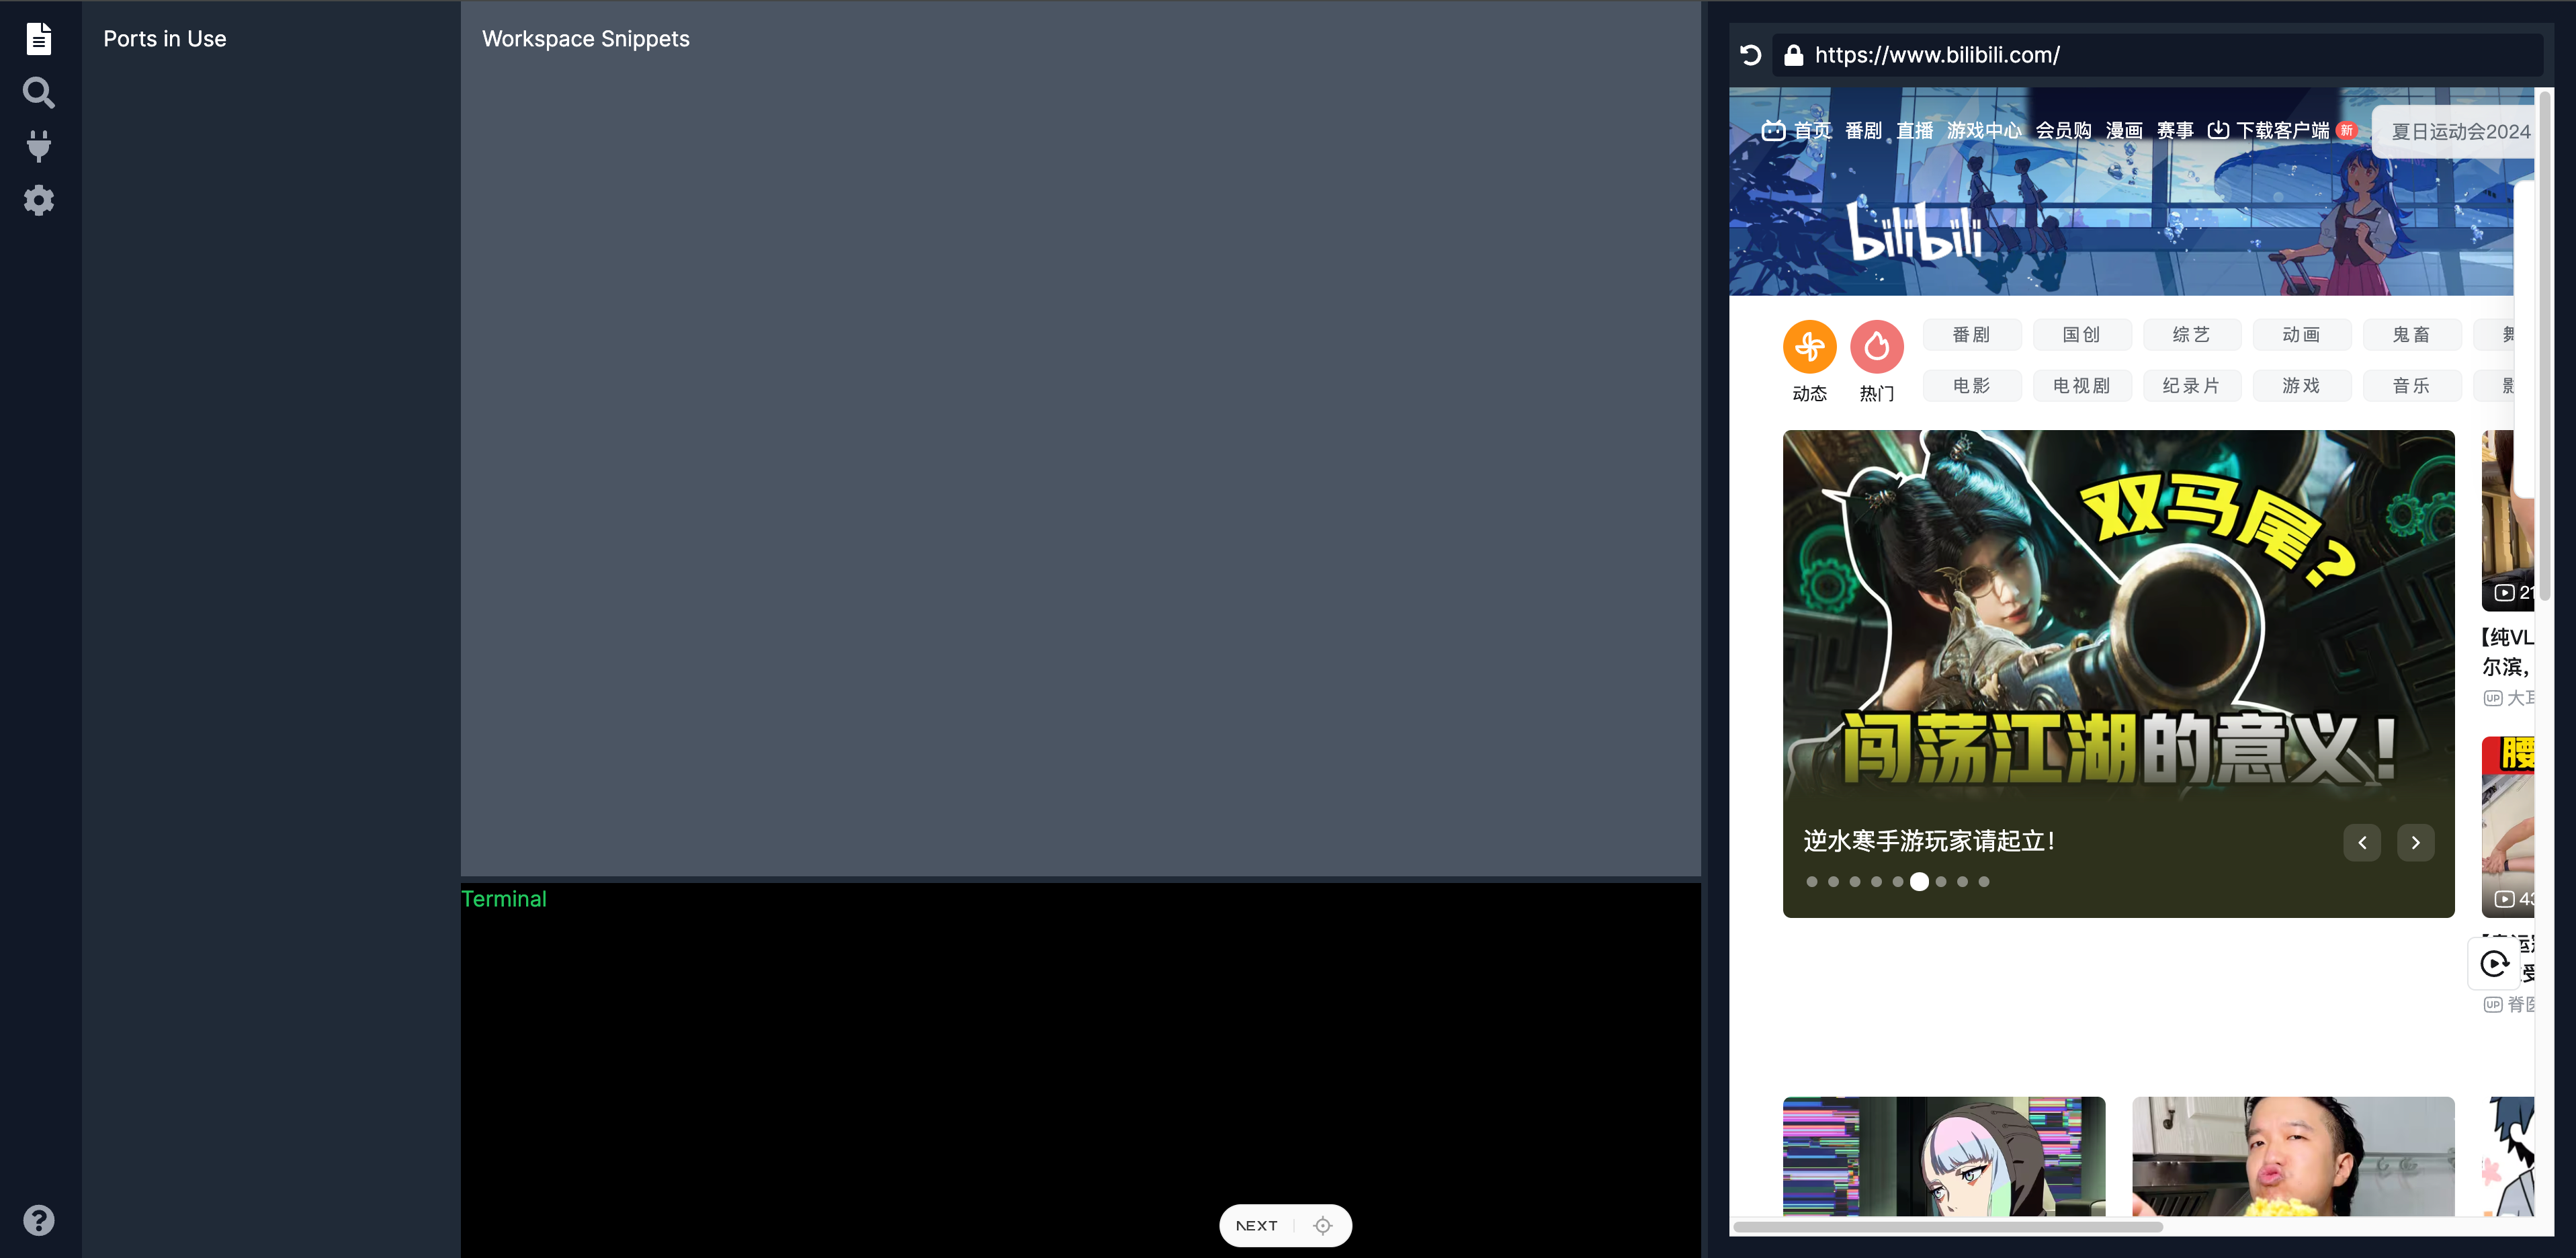 Ports in Use
Workspace Snippets
Terminal
NEXT
https://www.bilibili.com/
首页 番剧 直播 游戏中心 会员购 漫画 赛事 下载客户端 新
夏日运动会2024
bilibili
番剧 国创 综艺 动画 鬼畜
动态 热门
电影 电视剧 纪录片 游戏 音乐
双马尾？
闯荡江湖的意义！
逆水寒手游玩家请起立！
21
【纯VL
尔滨，
UP 大
腰
43
UP 脊